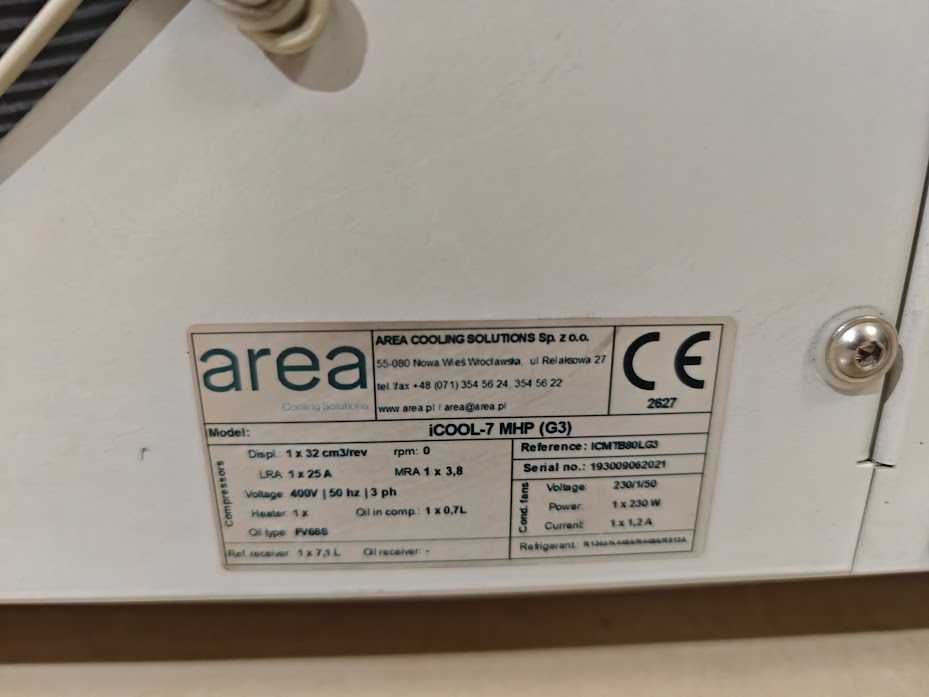 area
Cooling Solutions
AREA COOLING SOLUTIONS Sp. z o.o.
55-080 Nowa Wieś Wrocławska, ul Relaksowa 27
tel./fax +48 (071) 354 56 24, 354 56 22
www.area.pl / area@area.pl
CE
2627
Model: iCOOL-7 MHP (G3)
Compressors
Displ.: 1 x 32 cm3/rev rpm: 0
LRA: 1 x 25 A MRA 1 x 3,8
Voltage: 400V | 50 hz | 3 ph
Heater: 1 x Oil in comp.: 1 x 0,7L
Oil type: FV68S
Ref. receiver: 1 x 7,1 L Oil receiver: -
Reference: ICMTB80LG3
Serial no.: 193009062021
Cond. fans
Voltage: 230/1/50
Power: 1 x 230 W
Current: 1 x 1,2 A
Refrigerant: